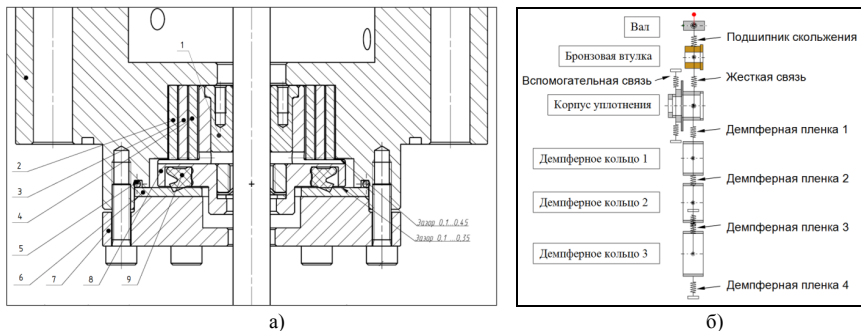 1
2
3
4
5
6
7
8
9
Зазор 0,1...0,45
Зазор 0,1 ...0,35
а)
Вал
Подшипник скольжения
Бронзовая втулка
Вспомогательная связь
Жесткая связь
Корпус уплотнения
Демпферная пленка 1
Демпферное кольцо 1
Демпферная пленка 2
Демпферное кольцо 2
Демпферная пленка 3
Демпферное кольцо 3
Демпферная пленка 4
б)